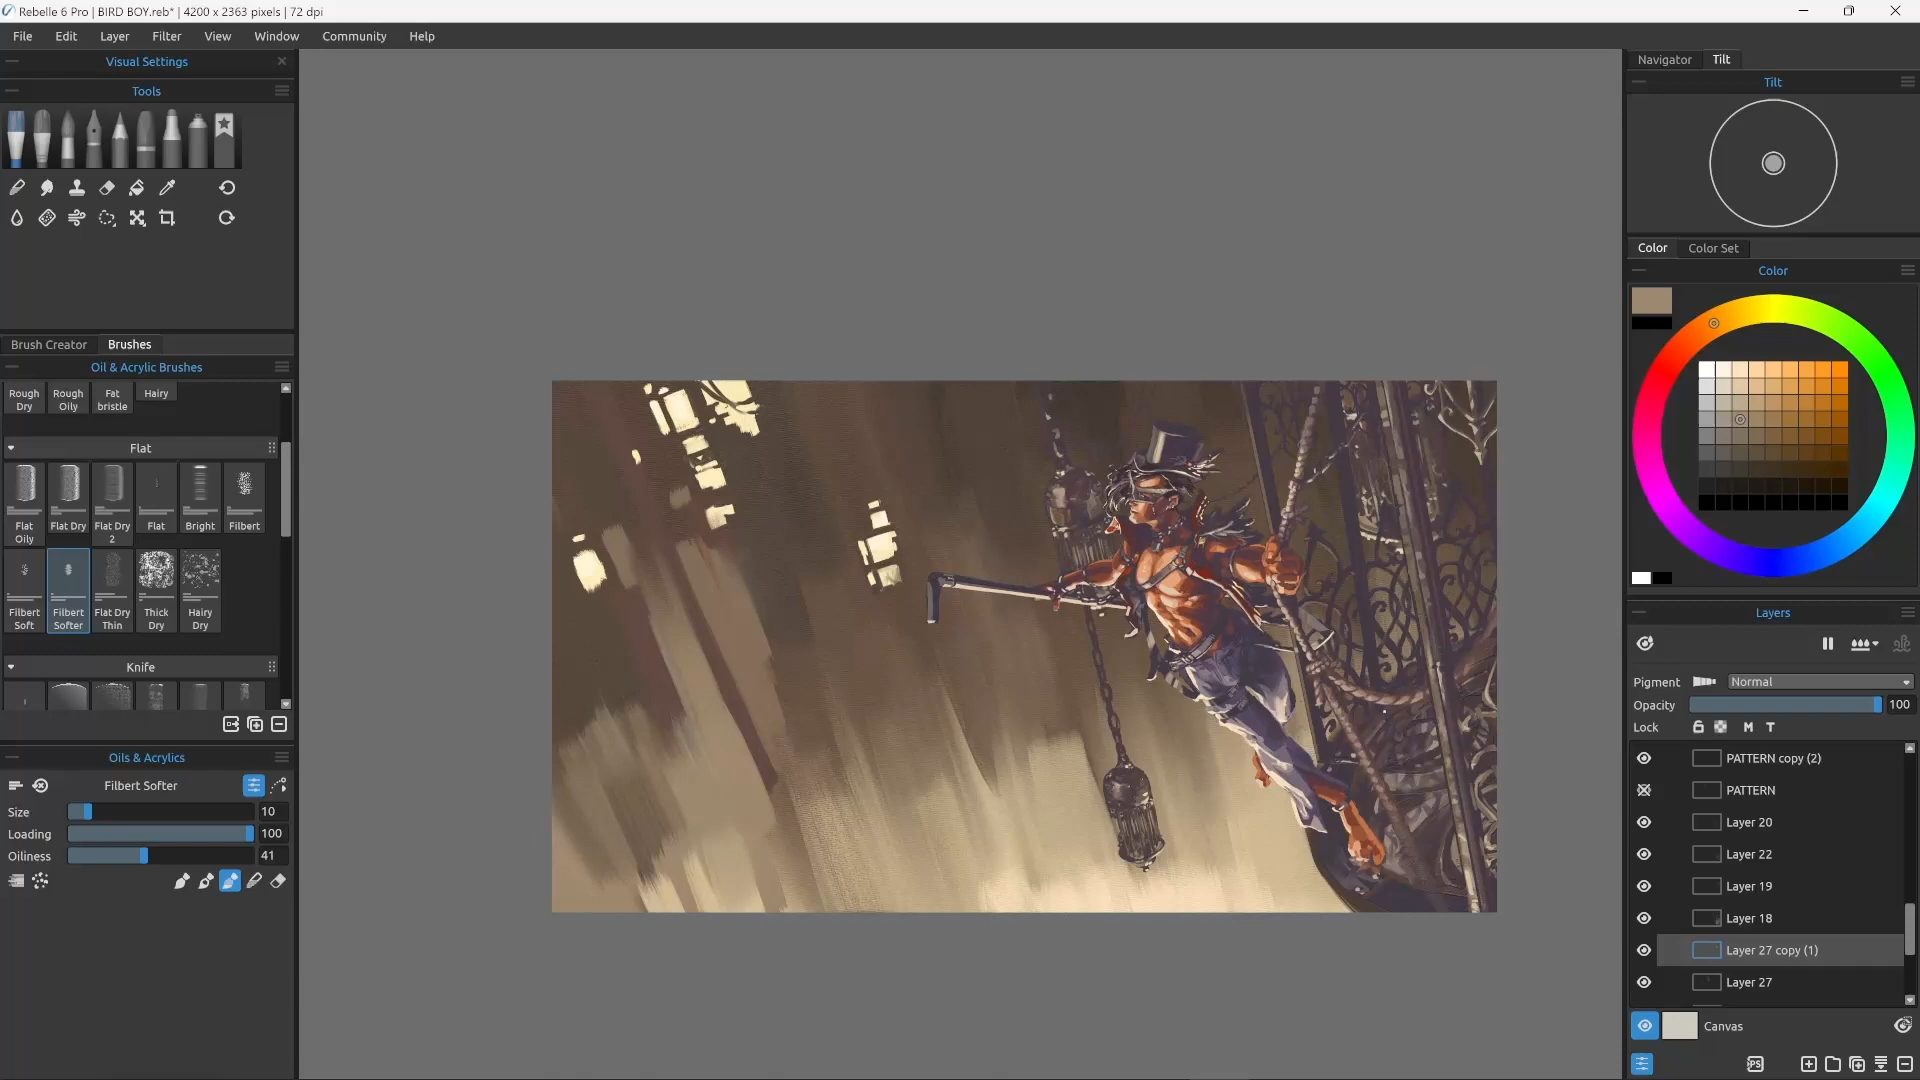 Rebelle 6 Pro | BIRD BOY.reb* | 4200 x 2363 pixels | 72 dpi
File Edit Layer Filter View Window Community Help
Visual Settings
Tools
Brush Creator Brushes
Oil & Acrylic Brushes
Rough Dry
Rough Oily
Fat bristle
Hairy
Flat
Flat Oily
Flat Dry
Flat Dry 2
Flat
Bright
Filbert
Filbert Soft
Filbert Softer
Flat Dry Thin
Thick Dry
Hairy Dry
Knife
Oils & Acrylics
Filbert Softer
Size 10
Loading 100
Oiliness 41
Navigator Tilt
Tilt
Color Color Set
Color
Layers
Pigment Normal
Opacity 100
Lock M T
PATTERN copy (2)
PATTERN
Layer 20
Layer 22
Layer 19
Layer 18
Layer 27 copy (1)
Layer 27
Canvas
PS